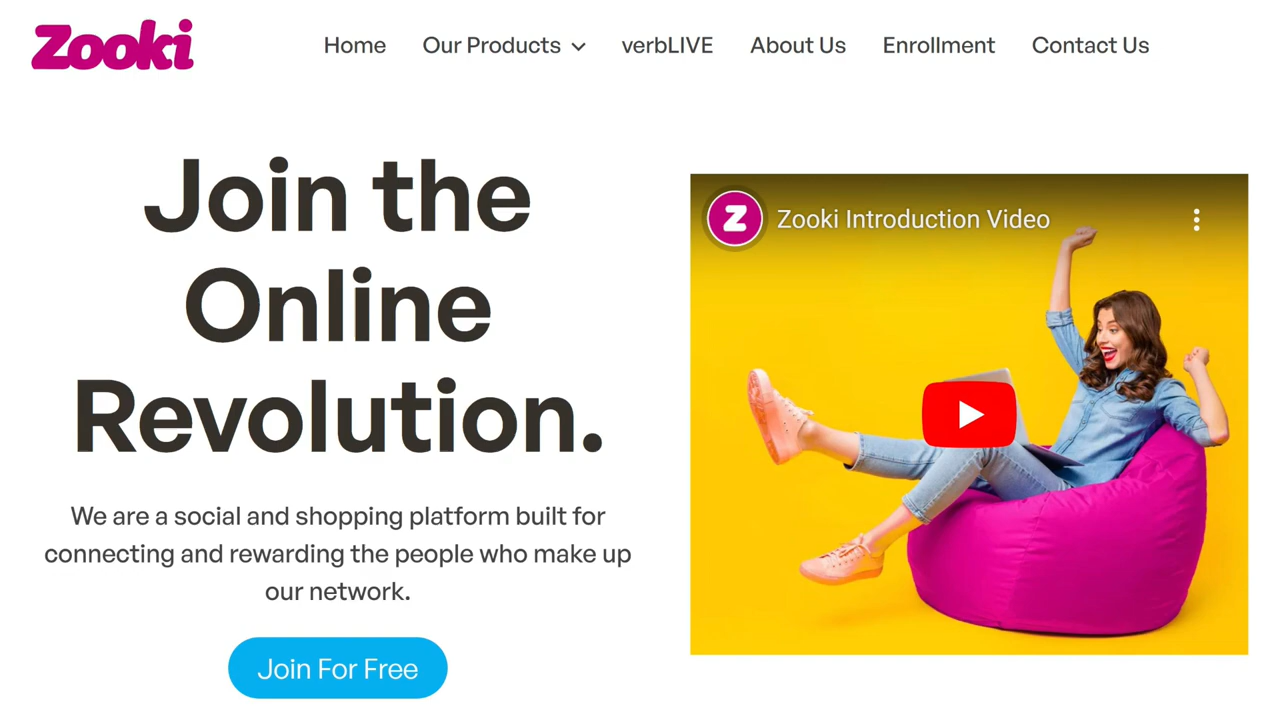 Zooki
Home Our Products verbLIVE About Us Enrollment Contact Us
Join the
Online
Revolution.
We are a social and shopping platform built for
connecting and rewarding the people who make up
our network.
Join For Free
Z Zooki Introduction Video